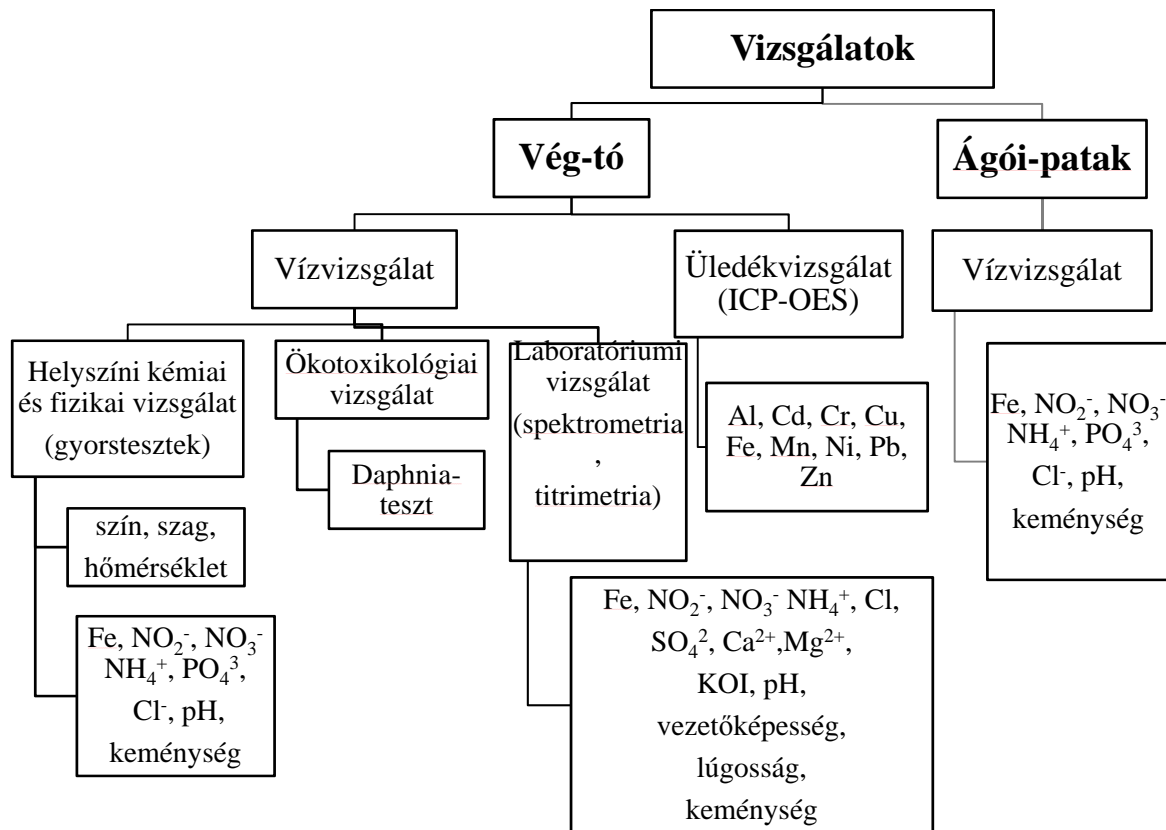 Vizsgálatok
Vég-tó
Ágói-patak
Vízvizsgálat
Üledékvizsgálat
(ICP-OES)
Vízvizsgálat
Helyszíni kémiai
és fizikai vizsgálat
(gyorstesztek)
Ökotoxikológiai
vizsgálat
Laboratóriumi
vizsgálat
(spektrometria
,
titrimetria)
Al, Cd, Cr, Cu,
Fe, Mn, Ni, Pb,
Zn
Fe, NO₂⁻, NO₃⁻
NH₄⁺, PO₄³,
Cl⁻, pH,
keménység
Daphnia-
teszt
szín, szag,
hőmérséklet
Fe, NO₂⁻, NO₃⁻
NH₄⁺, PO₄³,
Cl⁻, pH,
keménység
Fe, NO₂⁻, NO₃⁻ NH₄⁺, Cl,
SO₄², Ca²⁺,Mg²⁺,
KOI, pH,
vezetőképesség,
lúgosság,
keménység